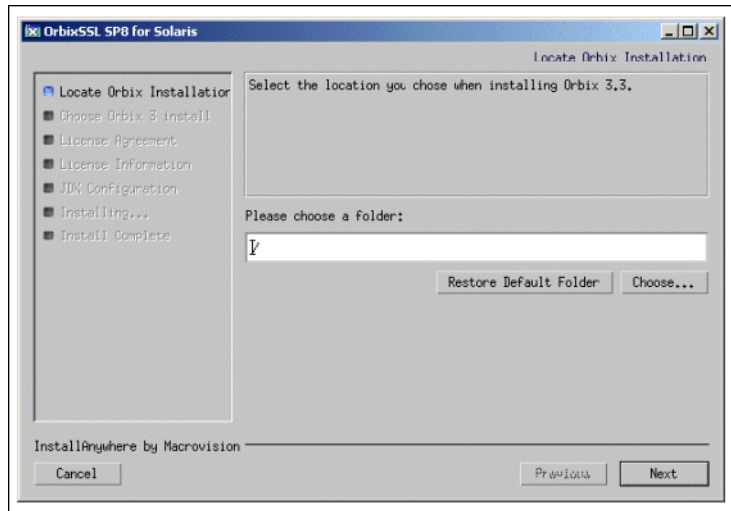 OrbixSSL SP8 for Solaris
Locate Orbix Installation
Locate Orbix Installation
Choose Orbix 3 install
License Agreement
License Information
JDK Configuration
Installing...
Install Complete
Select the location you chose when installing Orbix 3.3.
Please choose a folder:
/
Restore Default Folder
Choose...
InstallAnywhere by Macrovision
Cancel
Previous
Next